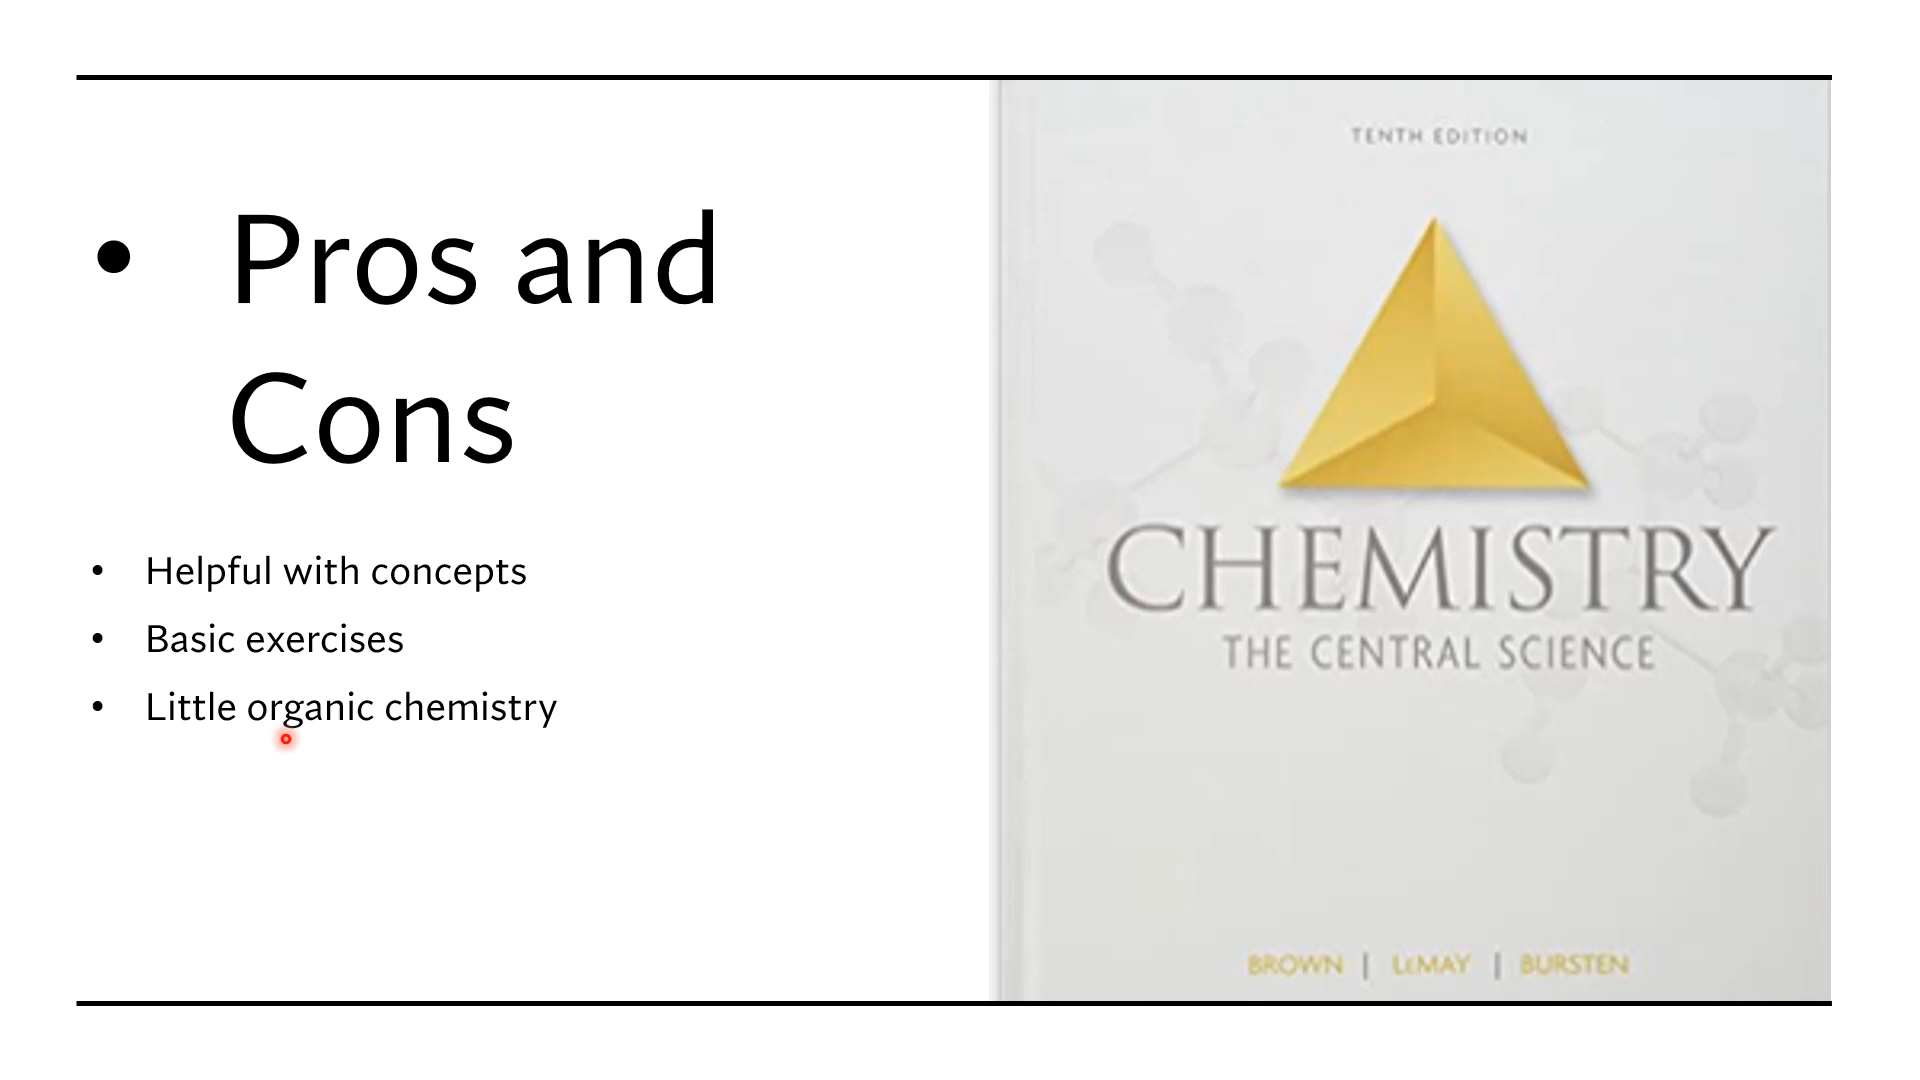 • Pros and
Cons
• Helpful with concepts
• Basic exercises
• Little organic chemistry
TENTH EDITION
CHEMISTRY
THE CENTRAL SCIENCE
BROWN | LEMAY | BURSTEN